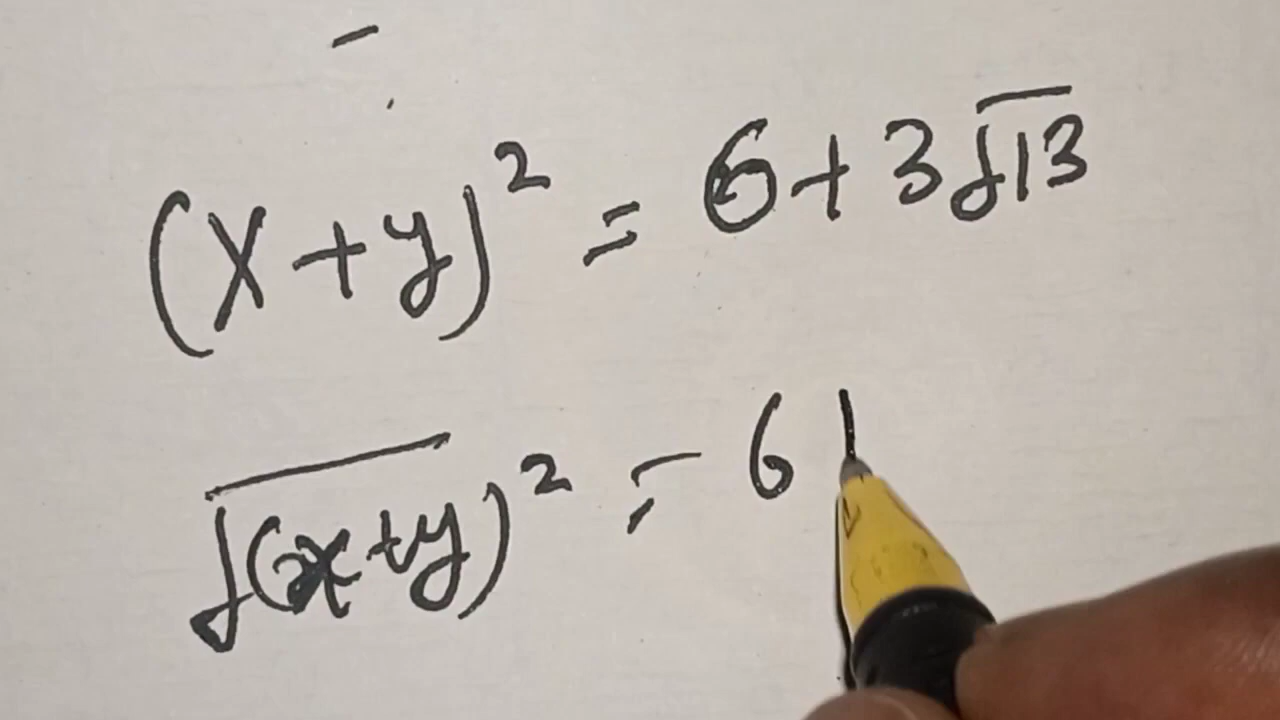 (x+y)² = 6+3√13
√(x+y)² = 6